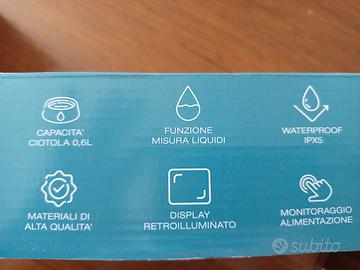 CAPACITA'
CIOTOLA 0,6L
FUNZIONE
MISURA LIQUIDI
WATERPROOF
IPX5
MATERIALI DI
ALTA QUALITA'
DISPLAY
RETROILLUMINATO
MONITORAGGIO
ALIMENTAZIONE
subito